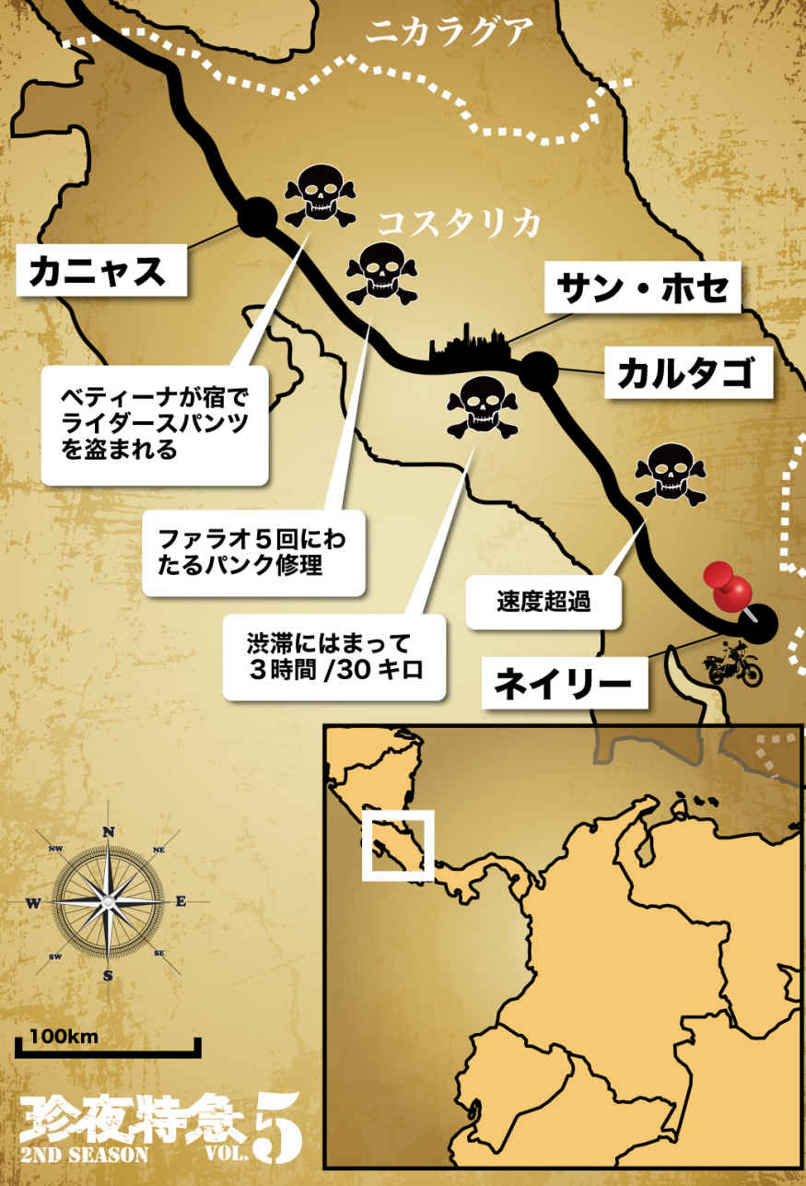 ニカラグア
コスタリカ
カニャス
サン・ホセ
カルタゴ
ベティーナが宿で
ライダースパンツ
を盗まれる
ファラオ5回にわ
たるパンク修理
速度超過
渋滞にはまって
3時間/30キロ
ネイリー
N
NW
NE
W
E
SW
SE
S
100km
珍夜特急5
2ND SEASON VOL.